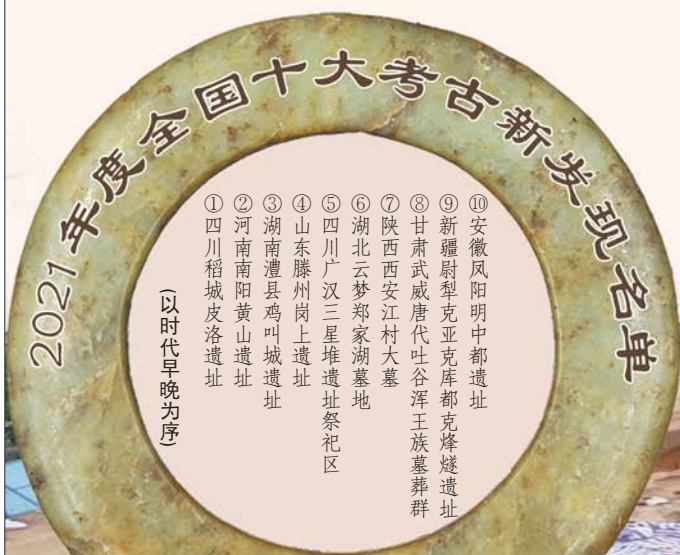 2021年度全国十大考古新发现名单
(以时代早晚为序)
①四川稻城皮洛遗址
②河南南阳黄山遗址
③湖南澧县鸡叫城遗址
④山东滕州岗上遗址
⑤四川广汉三星堆遗址祭祀区
⑥湖北云梦郑家湖墓地
⑦陕西西安江村大墓
⑧甘肃武威唐代吐谷浑王族墓葬群
⑨新疆尉犁克亚克库都克烽燧遗址
⑩安徽凤阳明中都遗址